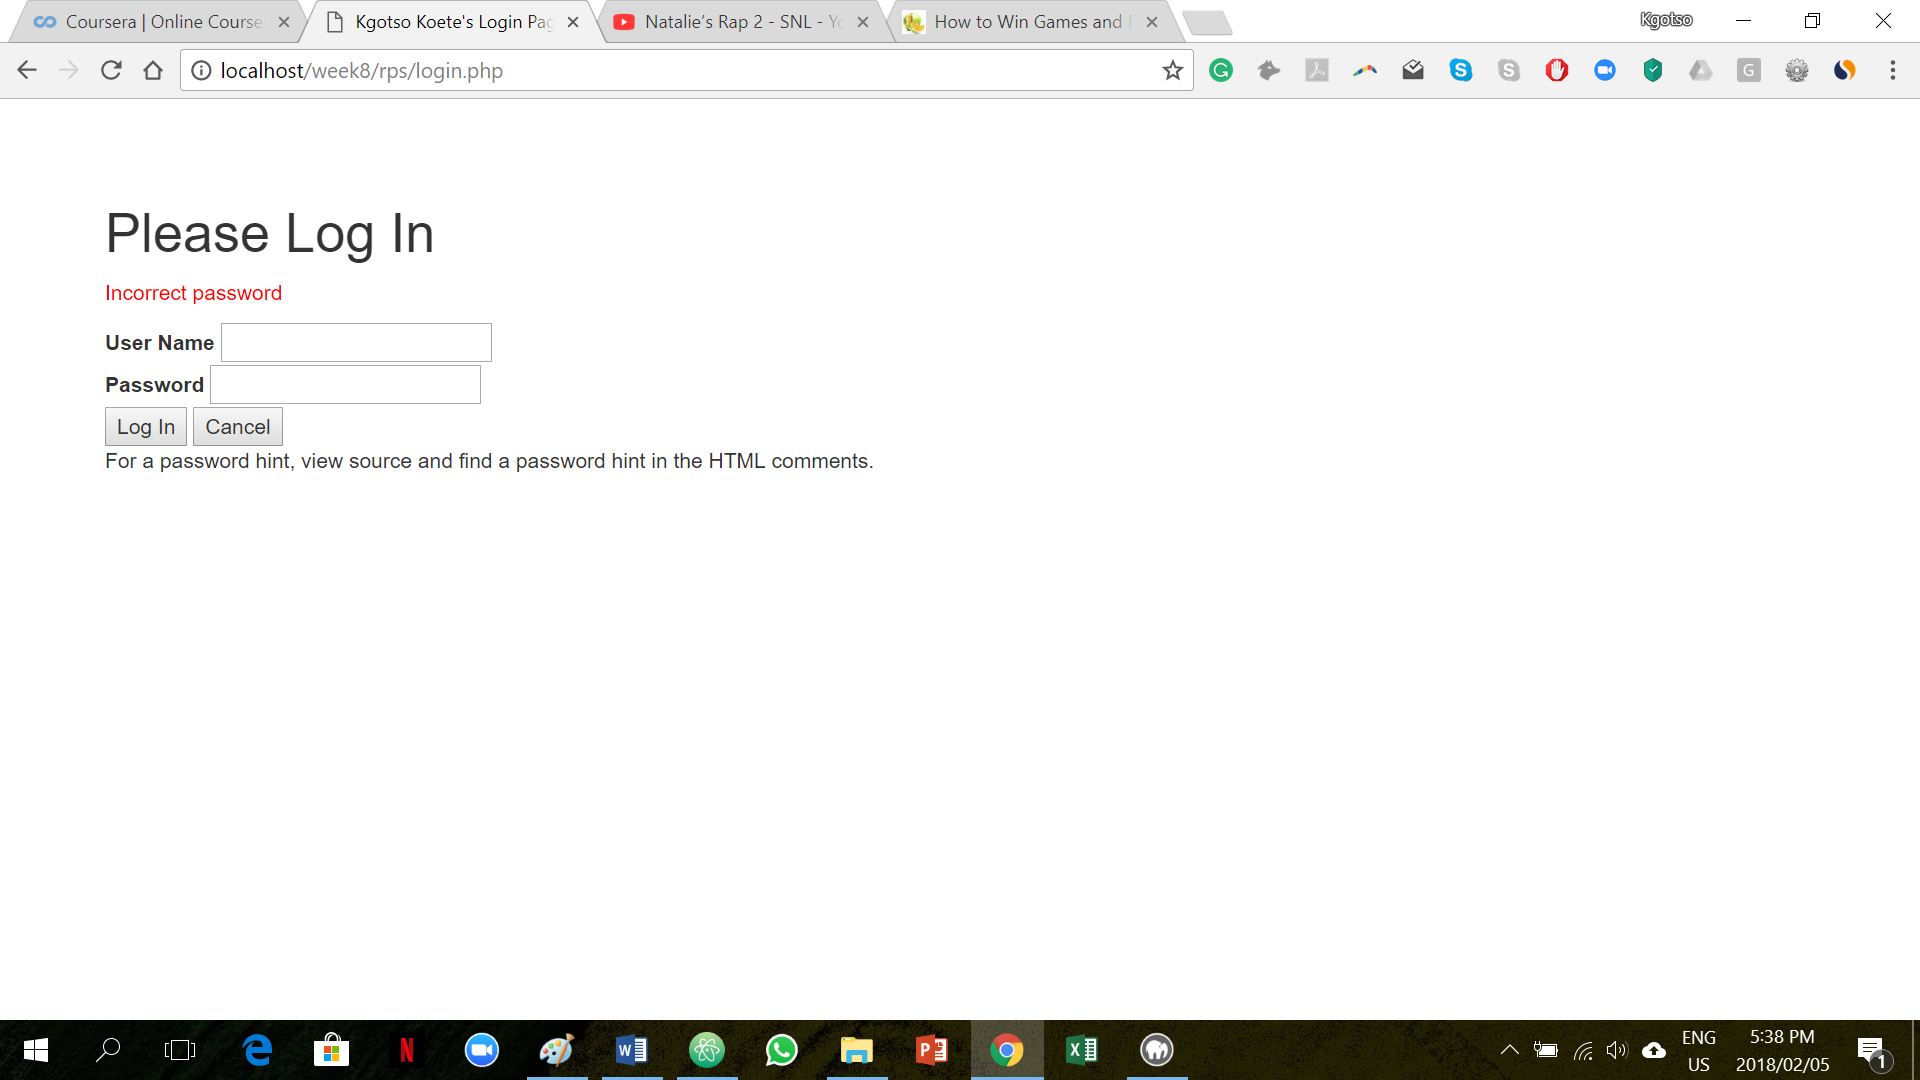 Coursera | Online Course
Kgotso Koete's Login Pag
Natalie's Rap 2 - SNL - Yo
How to Win Games and B
Kgotso
localhost/week8/rps/login.php
Please Log In
Incorrect password
User Name
Password
Log In Cancel
For a password hint, view source and find a password hint in the HTML comments.
ENG
US
5:38 PM
2018/02/05
1